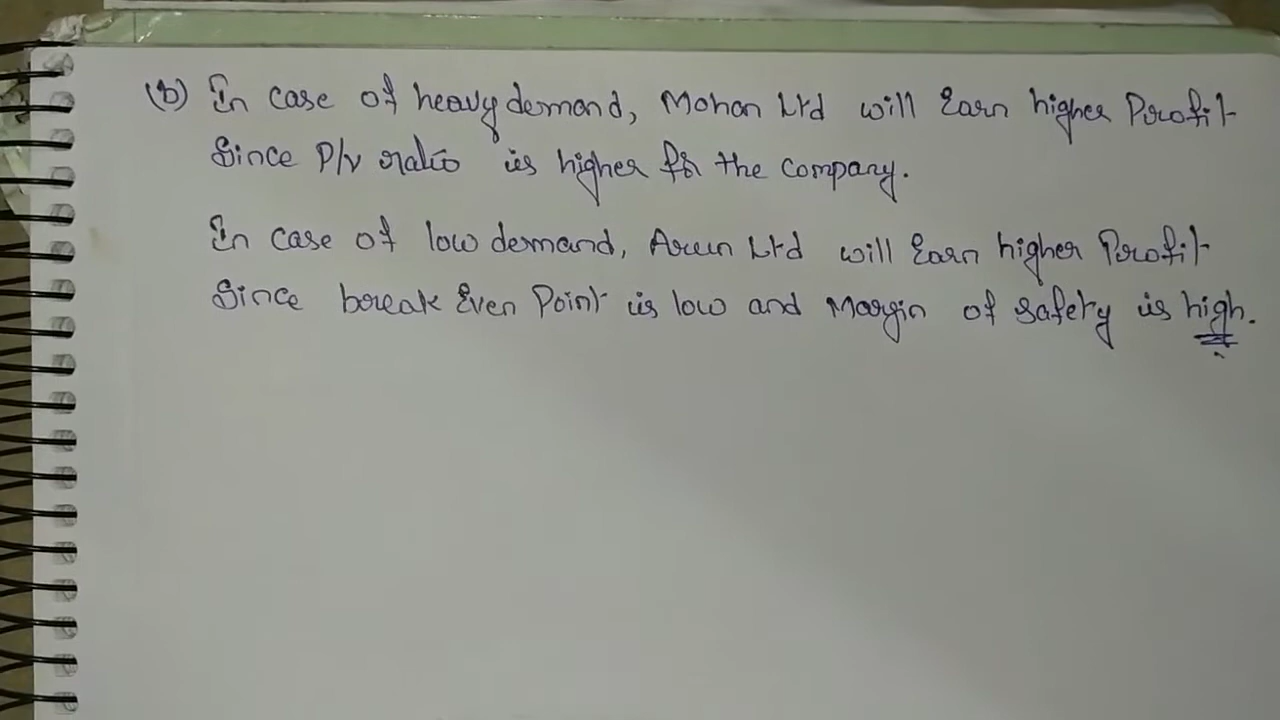 (b) In case of heavy demand, Mohan Ltd will Earn higher Profit
Since P/v ratio is higher for the company.
In case of low demand, Arun Ltd will Earn higher Profit
Since break Even Point is low and Margin of safety is high.